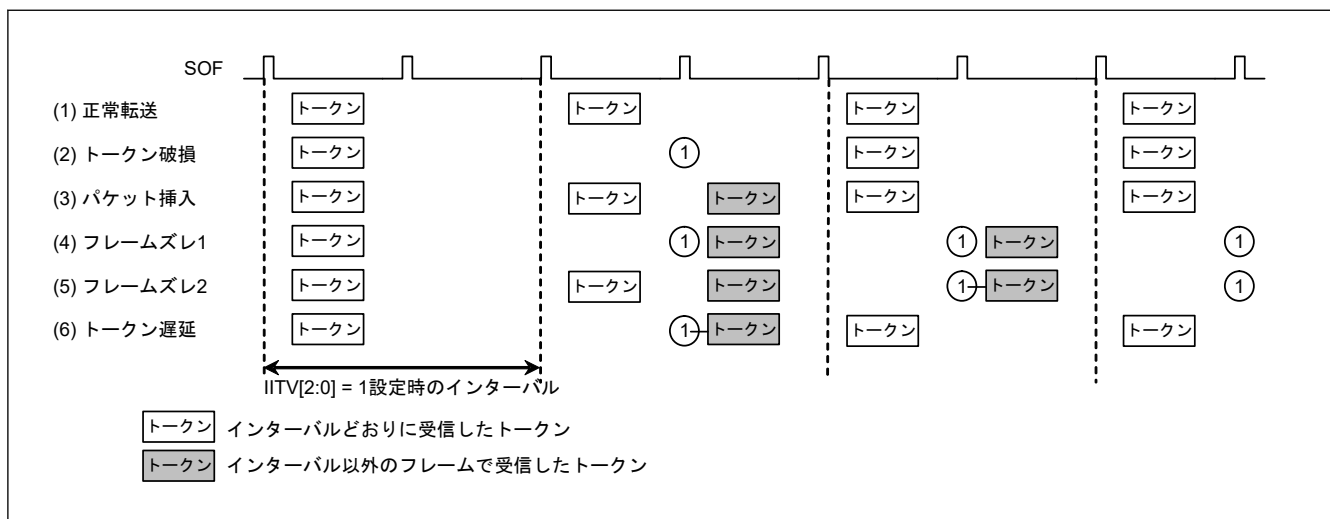 SOF
(1) 正常転送 トークン トークン トークン トークン
(2) トークン破損 トークン 1 トークン トークン
(3) パケット挿入 トークン トークン トークン トークン トークン
(4) フレームズレ1 トークン 1 トークン 1 トークン 1
(5) フレームズレ2 トークン トークン トークン 1 トークン 1
(6) トークン遅延 トークン 1 トークン トークン トークン
IITV[2:0] = 1設定時のインターバル
トークン インターバルどおりに受信したトークン
トークン インターバル以外のフレームで受信したトークン